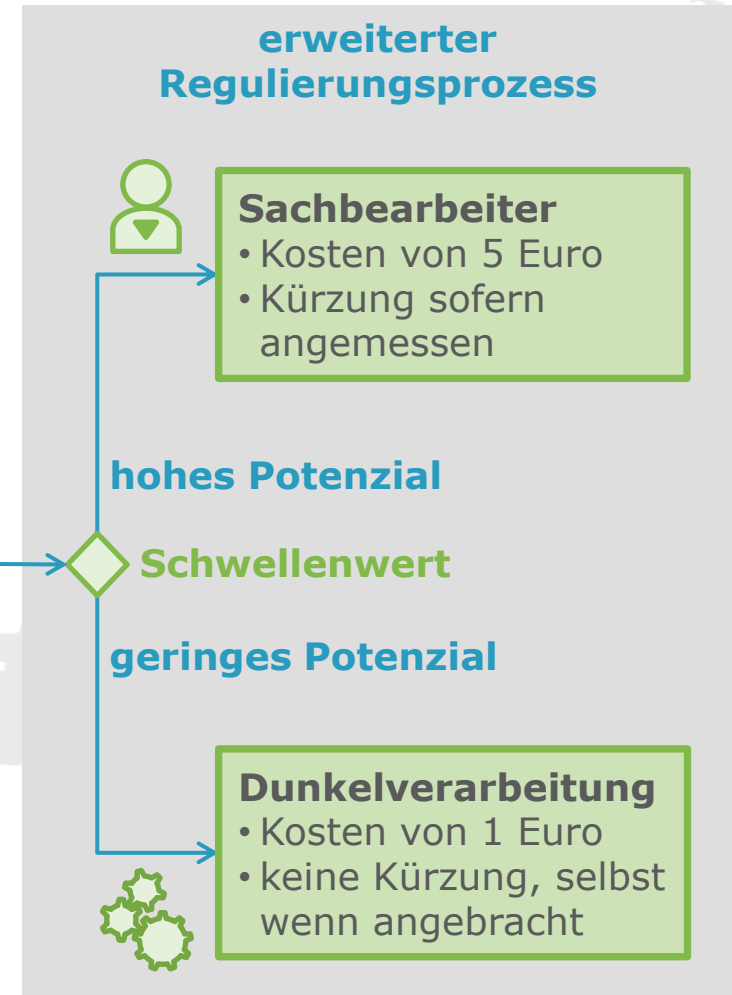 erweiterter
Regulierungsprozess
Sachbearbeiter
• Kosten von 5 Euro
• Kürzung sofern
angemessen
hohes Potenzial
Schwellenwert
geringes Potenzial
Dunkelverarbeitung
• Kosten von 1 Euro
• keine Kürzung, selbst
wenn angebracht